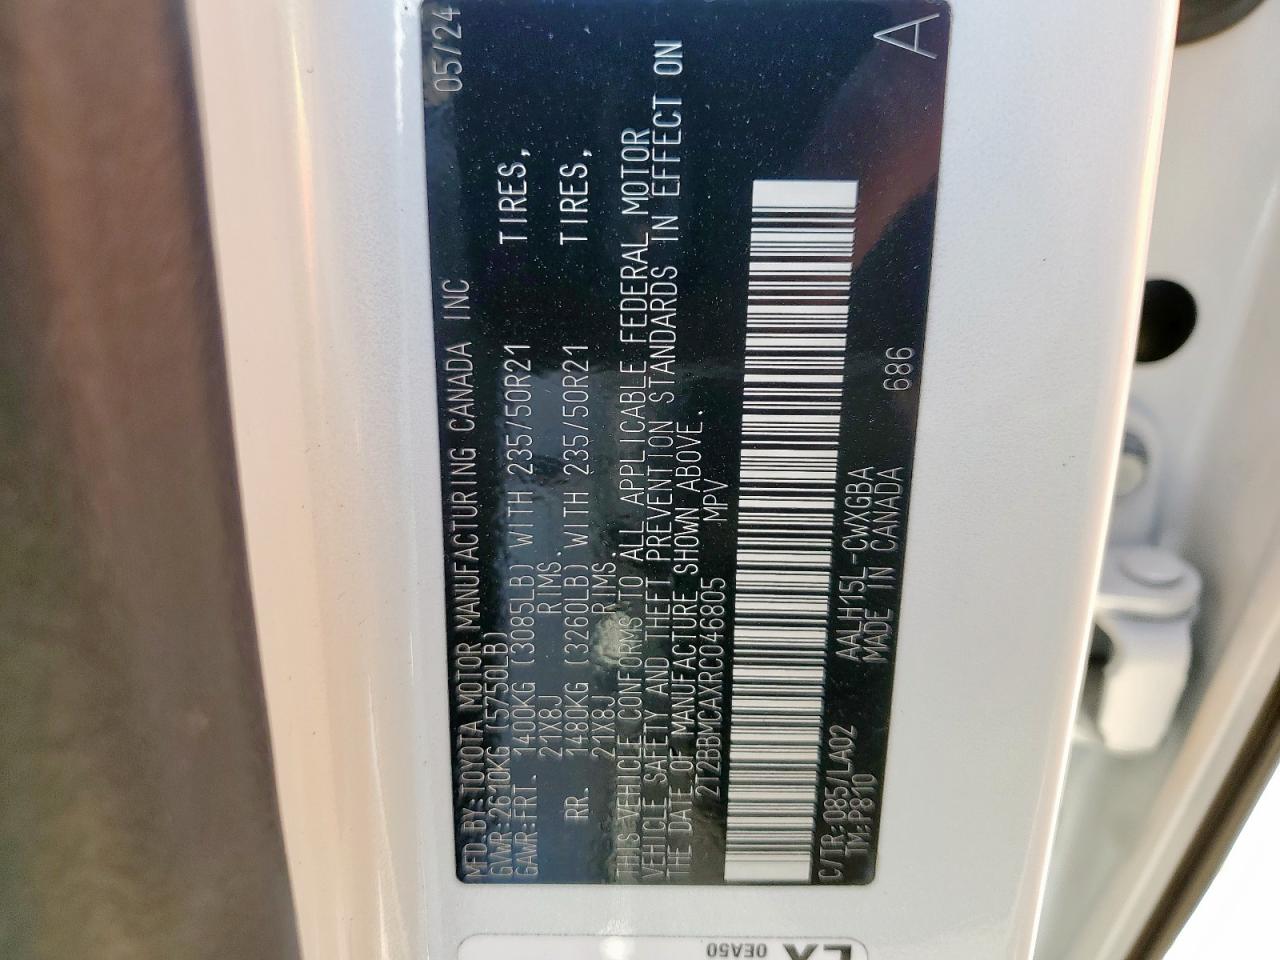 MFD.BY:TOYOTA MOTOR MANUFACTURING CANADA INC 05/24
GVWR:2610KG(5750LB)
GAWR:FRT. 1400KG (3085LB) WITH 235/50R21 TIRES,
21X8J RIMS.
RR. 1480KG (3260LB) WITH 235/50R21 TIRES,
21X8J RIMS.
THIS VEHICLE CONFORMS TO ALL APPLICABLE FEDERAL MOTOR
VEHICLE SAFETY AND THEFT PREVENTION STANDARDS IN EFFECT ON
THE DATE OF MANUFACTURE SHOWN ABOVE.
2T2BBMCAXRC046805 MPV
C/TR:085/LA02 AALH15L-CWXGBA
TM:P810 MADE IN CANADA 686
A
0EA50